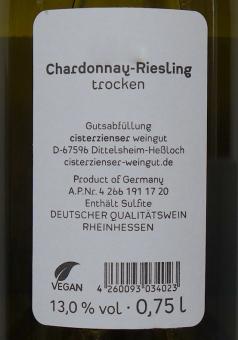 Chardonnay-Riesling
trocken
Gutsabfüllung
cisterzienser weingut
D-67596 Dittelsheim-Heßloch
cisterzienser-weingut.de
Product of Germany
A.P.Nr. 4 266 191 17 20
Enthält Sulfite
DEUTSCHER QUALITÄTSWEIN
RHEINHESSEN
VEGAN
4 260093 034023
13,0 % vol · 0,75 l